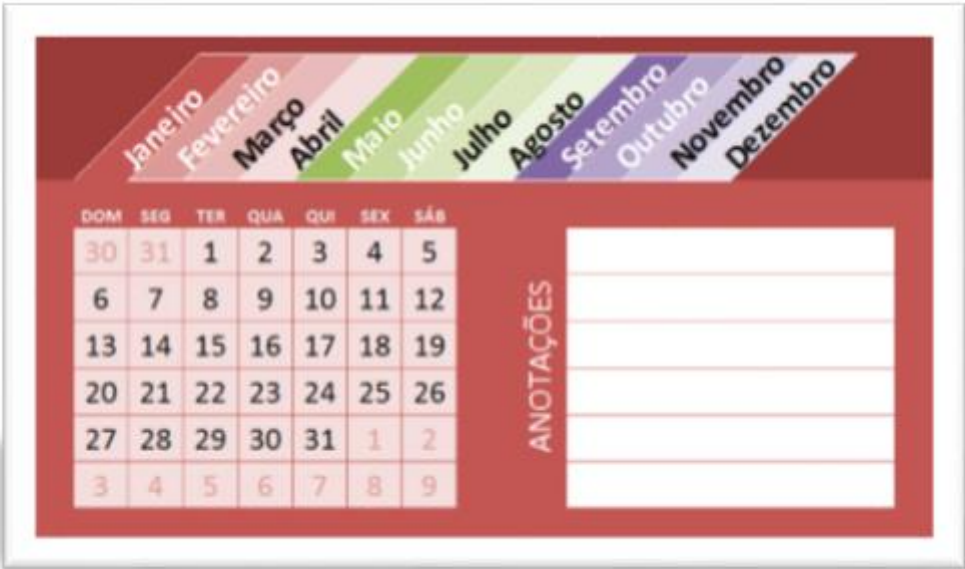 Janeiro Fevereiro Março Abril Maio Junho Julho Agosto Setembro Outubro Novembro Dezembro
DOM SEG TER QUA QUI SEX SÁB
30 31 1 2 3 4 5
6 7 8 9 10 11 12
13 14 15 16 17 18 19
20 21 22 23 24 25 26
27 28 29 30 31 1 2
3 4 5 6 7 8 9
ANOTAÇÕES